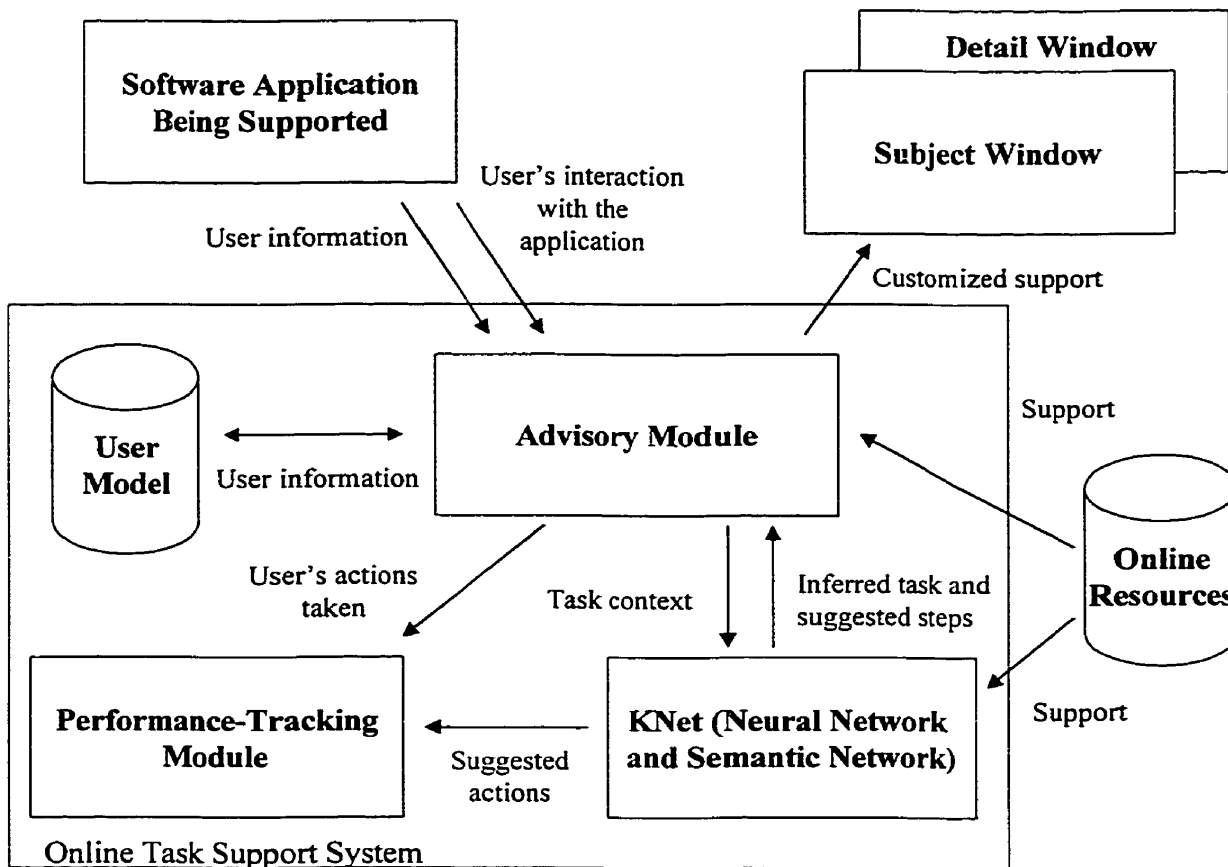 Software Application
Being Supported
Detail Window
Subject Window
User information
User's interaction
with the
application
Customized support
User
Model
User information
Advisory Module
Support
Online
Resources
User's actions
taken
Task context
Inferred task and
suggested steps
Support
Performance-Tracking
Module
Suggested
actions
KNet (Neural Network
and Semantic Network)
Online Task Support System